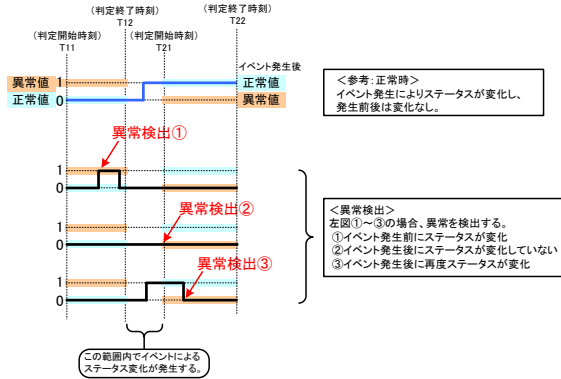 (判定終了時刻)
T12
(判定終了時刻)
T22
(判定開始時刻)
T11
(判定開始時刻)
T21
イベント発生後
異常値 1
正常値 0
正常値
異常値
<参考:正常時>
イベント発生によりステータスが変化し、
発生前後は変化なし。
異常検出①
1
0
異常検出②
1
0
異常検出③
1
0
<異常検出>
左図①~③の場合、異常を検出する。
①イベント発生前にステータスが変化
②イベント発生後にステータスが変化していない
③イベント発生後に再度ステータスが変化
この範囲内でイベントによる
ステータス変化が発生する。